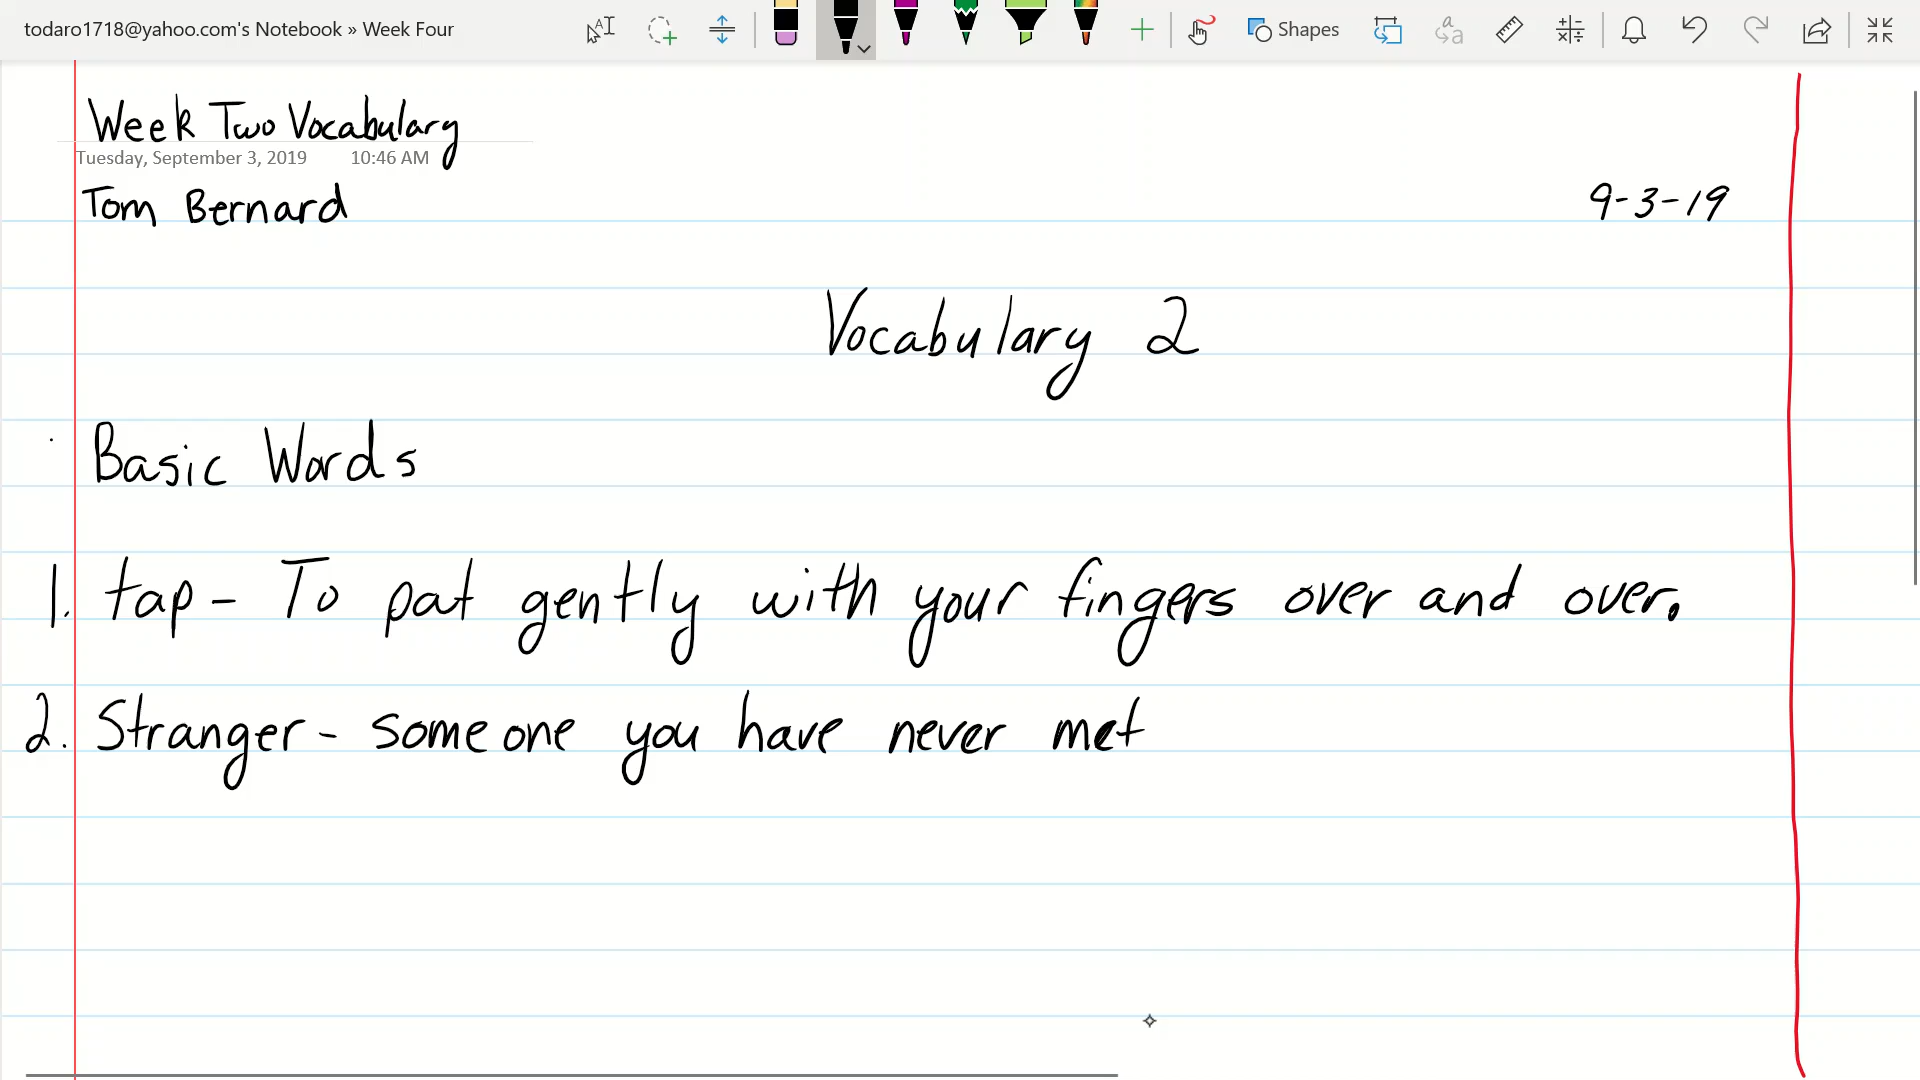 todaro1718@yahoo.com's Notebook » Week Four
Shapes
Week Two Vocabulary
Tuesday, September 3, 2019 10:46 AM
Tom Bernard
9-3-19
Vocabulary 2
Basic Words
1. tap - To pat gently with your fingers over and over.
2. Stranger - someone you have never met